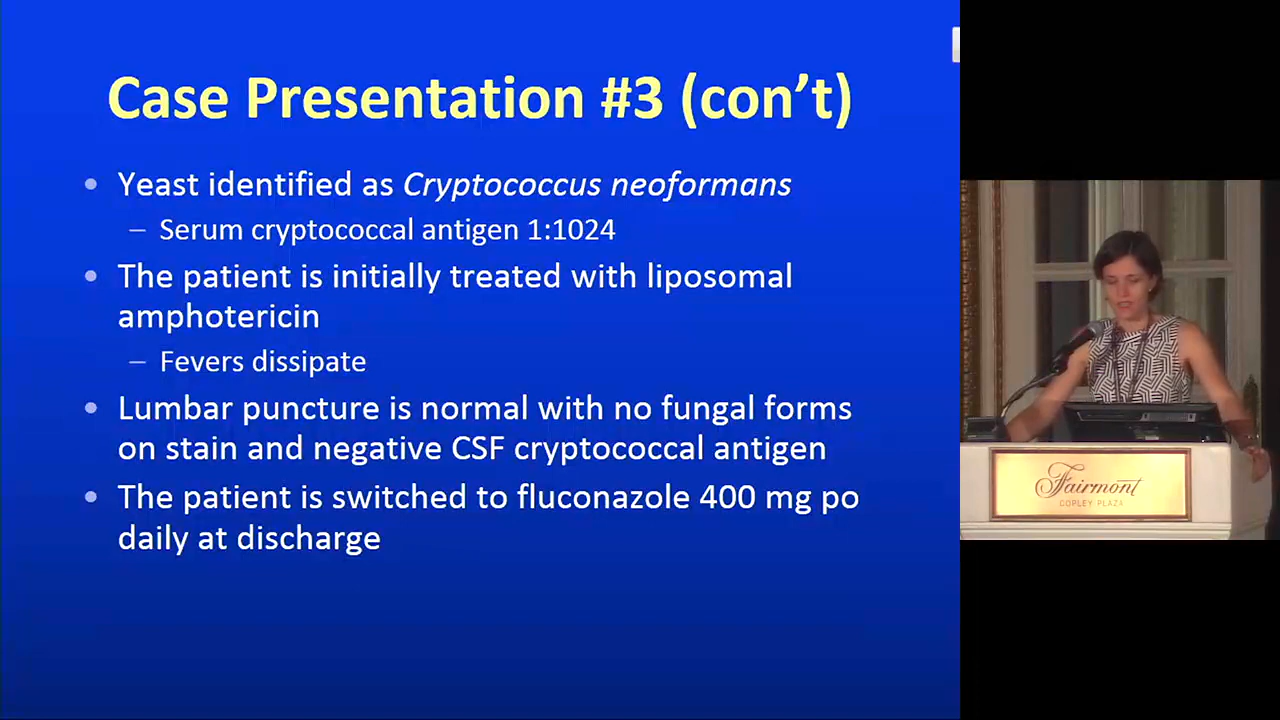 Case Presentation #3 (con’t)
• Yeast identified as Cryptococcus neoformans
– Serum cryptococcal antigen 1:1024
• The patient is initially treated with liposomal
amphotericin
– Fevers dissipate
• Lumbar puncture is normal with no fungal forms
on stain and negative CSF cryptococcal antigen
• The patient is switched to fluconazole 400 mg po
daily at discharge
Fairmont
COPLEY PLAZA